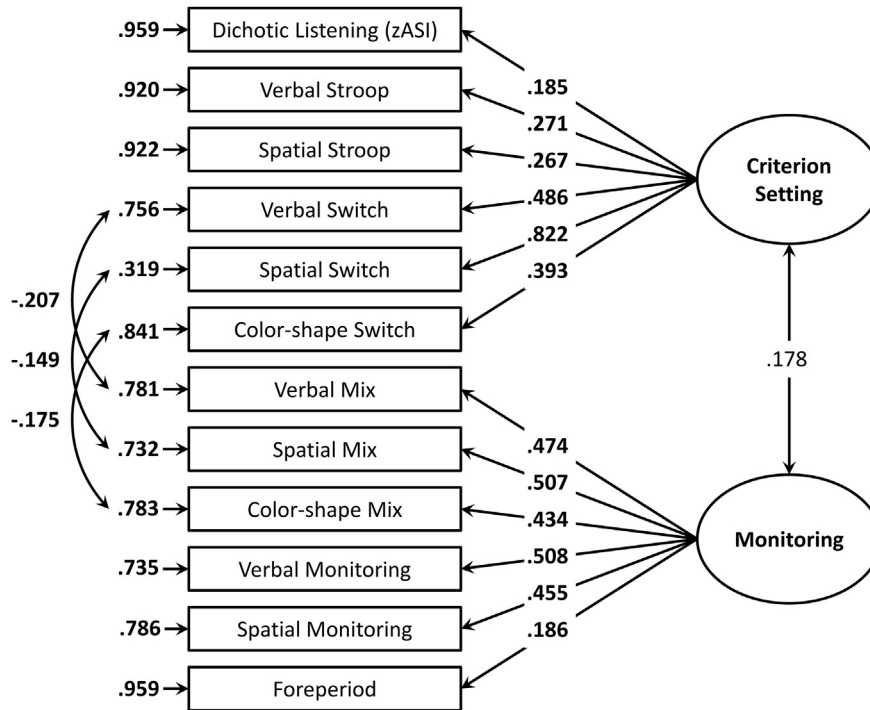 .959 Dichotic Listening (zASI)
.185
.920 Verbal Stroop
.271
.922 Spatial Stroop
.267
Criterion
Setting
.756 Verbal Switch
.486
.822
.319 Spatial Switch
.393
-.207
.841 Color-shape Switch
-.149
.178
.781 Verbal Mix
-.175
.474
.732 Spatial Mix
.507
.783 Color-shape Mix
.434
Monitoring
.508
.735 Verbal Monitoring
.455
.786 Spatial Monitoring
.186
.959 Foreperiod